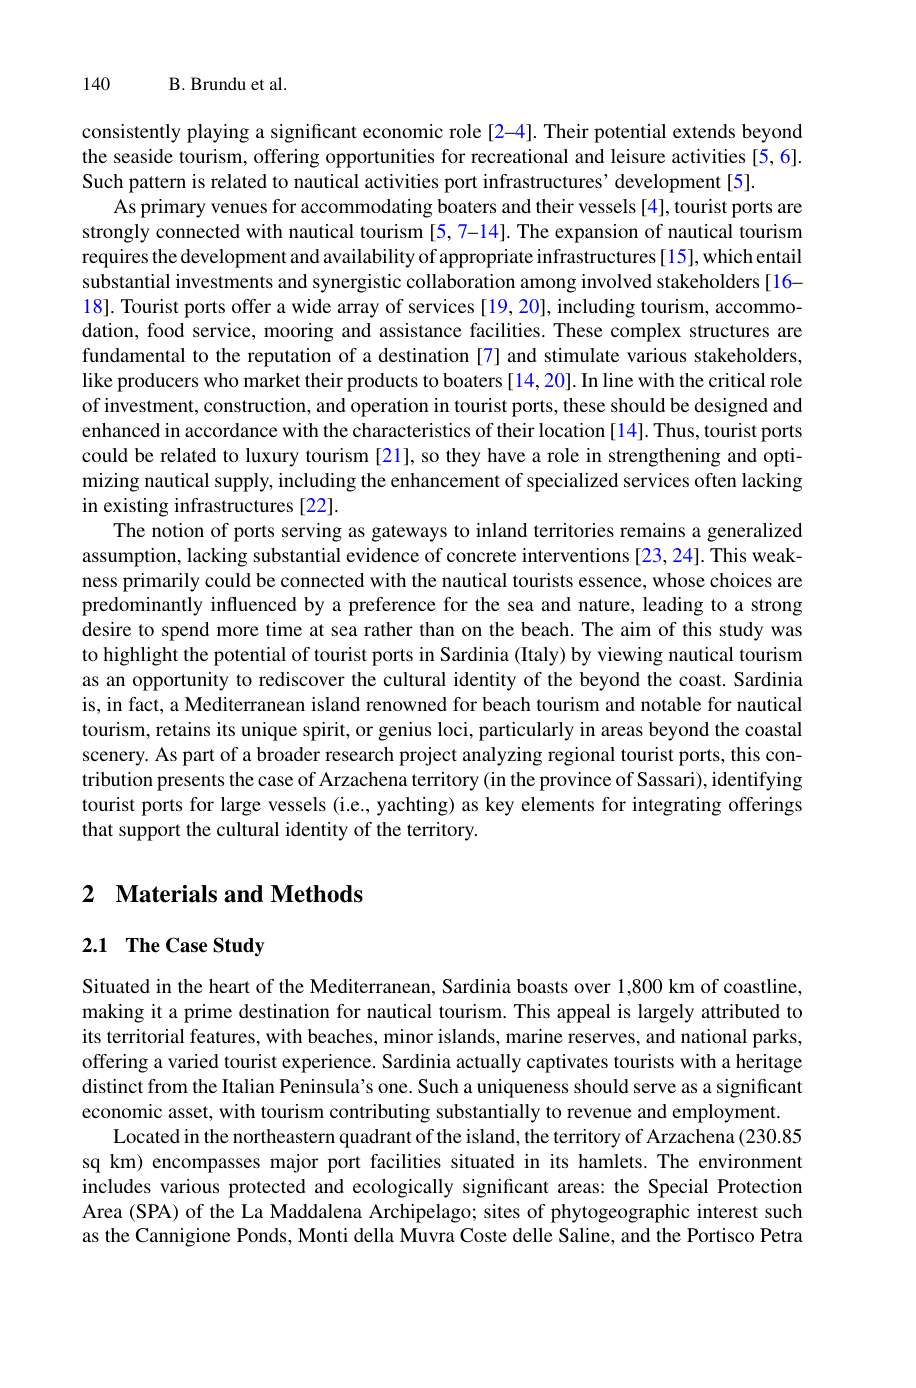 140 B. Brundu et al.
consistently playing a significant economic role [2–4]. Their potential extends beyond
the seaside tourism, offering opportunities for recreational and leisure activities [5, 6].
Such pattern is related to nautical activities port infrastructures’ development [5].
As primary venues for accommodating boaters and their vessels [4], tourist ports are
strongly connected with nautical tourism [5, 7–14]. The expansion of nautical tourism
requires the development and availability of appropriate infrastructures [15], which entail
substantial investments and synergistic collaboration among involved stakeholders [16–
18]. Tourist ports offer a wide array of services [19, 20], including tourism, accommo-
dation, food service, mooring and assistance facilities. These complex structures are
fundamental to the reputation of a destination [7] and stimulate various stakeholders,
like producers who market their products to boaters [14, 20]. In line with the critical role
of investment, construction, and operation in tourist ports, these should be designed and
enhanced in accordance with the characteristics of their location [14]. Thus, tourist ports
could be related to luxury tourism [21], so they have a role in strengthening and opti-
mizing nautical supply, including the enhancement of specialized services often lacking
in existing infrastructures [22].
The notion of ports serving as gateways to inland territories remains a generalized
assumption, lacking substantial evidence of concrete interventions [23, 24]. This weak-
ness primarily could be connected with the nautical tourists essence, whose choices are
predominantly influenced by a preference for the sea and nature, leading to a strong
desire to spend more time at sea rather than on the beach. The aim of this study was
to highlight the potential of tourist ports in Sardinia (Italy) by viewing nautical tourism
as an opportunity to rediscover the cultural identity of the beyond the coast. Sardinia
is, in fact, a Mediterranean island renowned for beach tourism and notable for nautical
tourism, retains its unique spirit, or genius loci, particularly in areas beyond the coastal
scenery. As part of a broader research project analyzing regional tourist ports, this con-
tribution presents the case of Arzachena territory (in the province of Sassari), identifying
tourist ports for large vessels (i.e., yachting) as key elements for integrating offerings
that support the cultural identity of the territory.
2 Materials and Methods
2.1 The Case Study
Situated in the heart of the Mediterranean, Sardinia boasts over 1,800 km of coastline,
making it a prime destination for nautical tourism. This appeal is largely attributed to
its territorial features, with beaches, minor islands, marine reserves, and national parks,
offering a varied tourist experience. Sardinia actually captivates tourists with a heritage
distinct from the Italian Peninsula’s one. Such a uniqueness should serve as a significant
economic asset, with tourism contributing substantially to revenue and employment.
Located in the northeastern quadrant of the island, the territory of Arzachena (230.85
sq km) encompasses major port facilities situated in its hamlets. The environment
includes various protected and ecologically significant areas: the Special Protection
Area (SPA) of the La Maddalena Archipelago; sites of phytogeographic interest such
as the Cannigione Ponds, Monti della Muvra Coste delle Saline, and the Portisco Petra